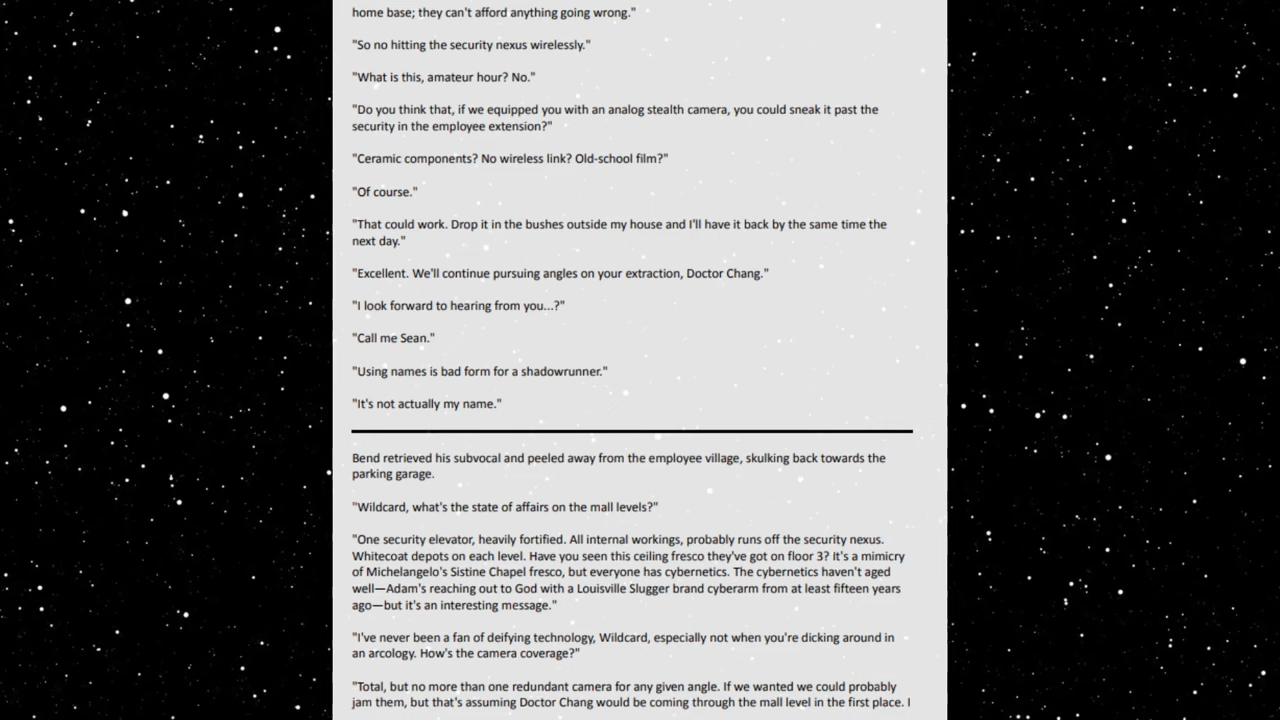 home base; they can't afford anything going wrong."
"So no hitting the security nexus wirelessly."
"What is this, amateur hour? No."
"Do you think that, if we equipped you with an analog stealth camera, you could sneak it past the
security in the employee extension?"
"Ceramic components? No wireless link? Old-school film?"
"Of course."
"That could work. Drop it in the bushes outside my house and I'll have it back by the same time the
next day."
"Excellent. We'll continue pursuing angles on your extraction, Doctor Chang."
"I look forward to hearing from you...?"
"Call me Sean."
"Using names is bad form for a shadowrunner."
"It's not actually my name."
Bend retrieved his subvocal and peeled away from the employee village, skulking back towards the
parking garage.
"Wildcard, what's the state of affairs on the mall levels?"
"One security elevator, heavily fortified. All internal workings, probably runs off the security nexus.
Whitecoat depots on each level. Have you seen this ceiling fresco they've got on floor 3? It's a mimicry
of Michelangelo's Sistine Chapel fresco, but everyone has cybernetics. The cybernetics haven't aged
well—Adam's reaching out to God with a Louisville Slugger brand cyberarm from at least fifteen years
ago—but it's an interesting message."
"I've never been a fan of deifying technology, Wildcard, especially not when you're dicking around in
an arcology. How's the camera coverage?"
"Total, but no more than one redundant camera for any given angle. If we wanted we could probably
jam them, but that's assuming Doctor Chang would be coming through the mall level in the first place. I